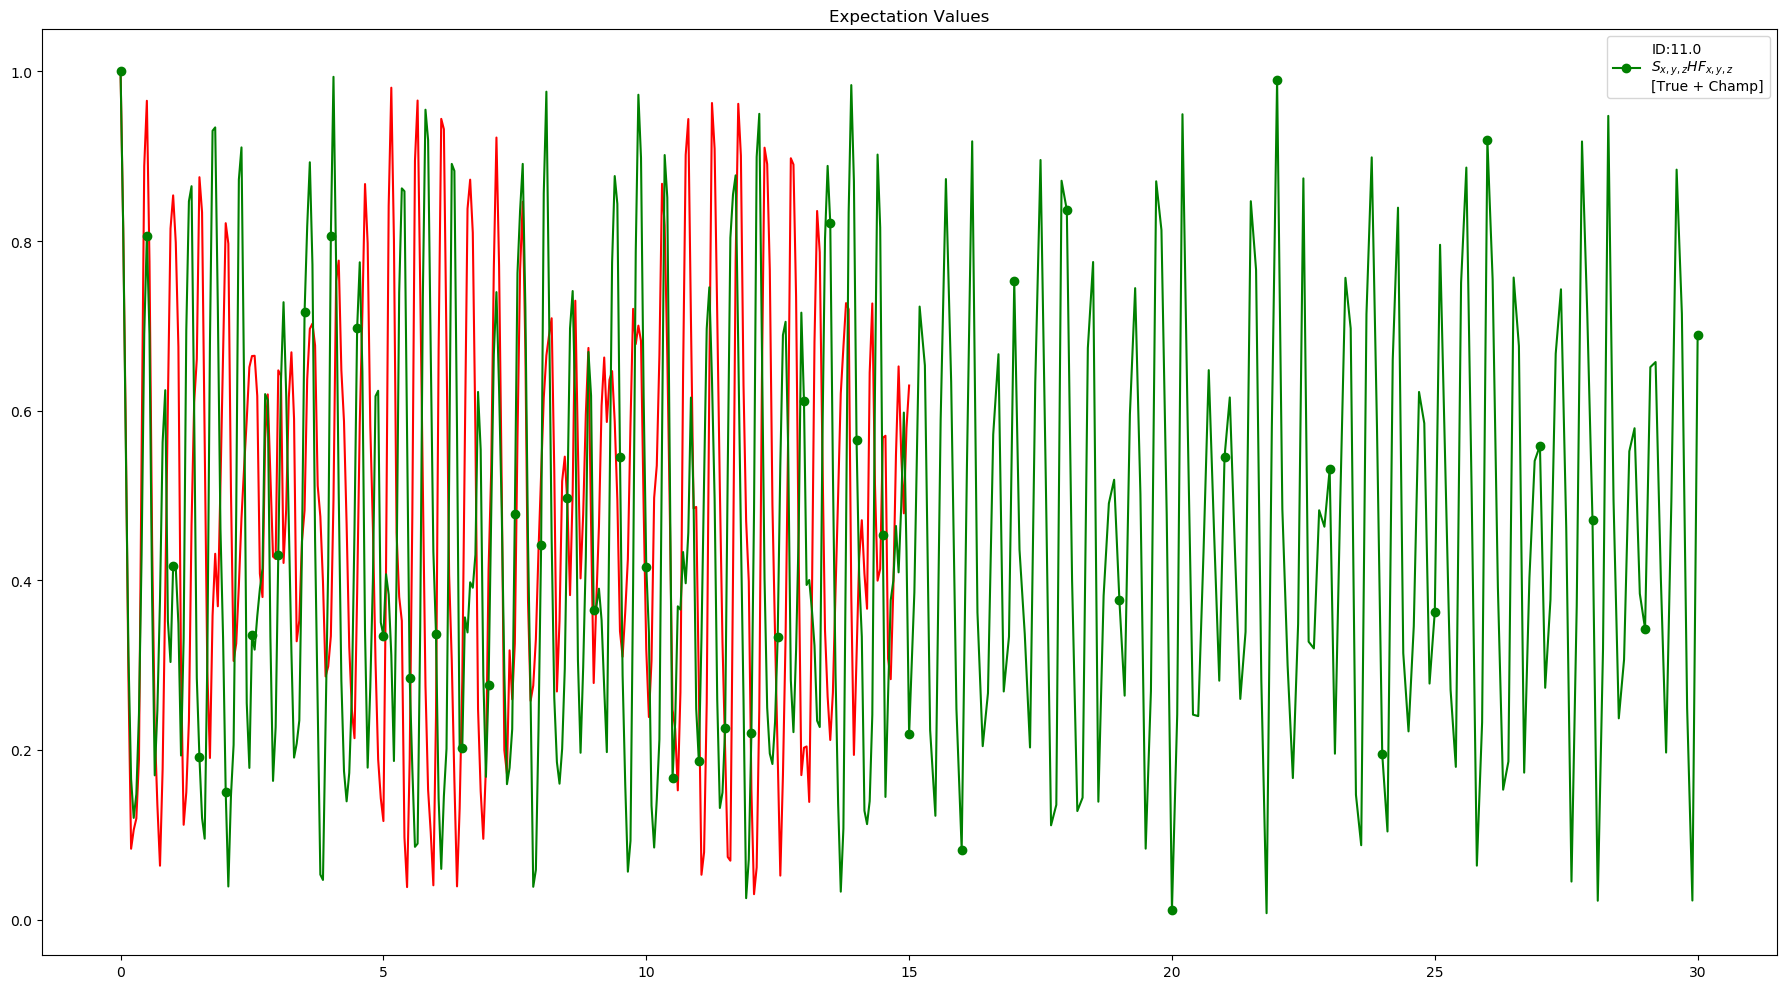 Expectation Values
ID:11.0
S_{x,y,z}HF_{x,y,z}
[True + Champ]
1.0
0.8
0.6
0.4
0.2
0.0
0 5 10 15 20 25 30